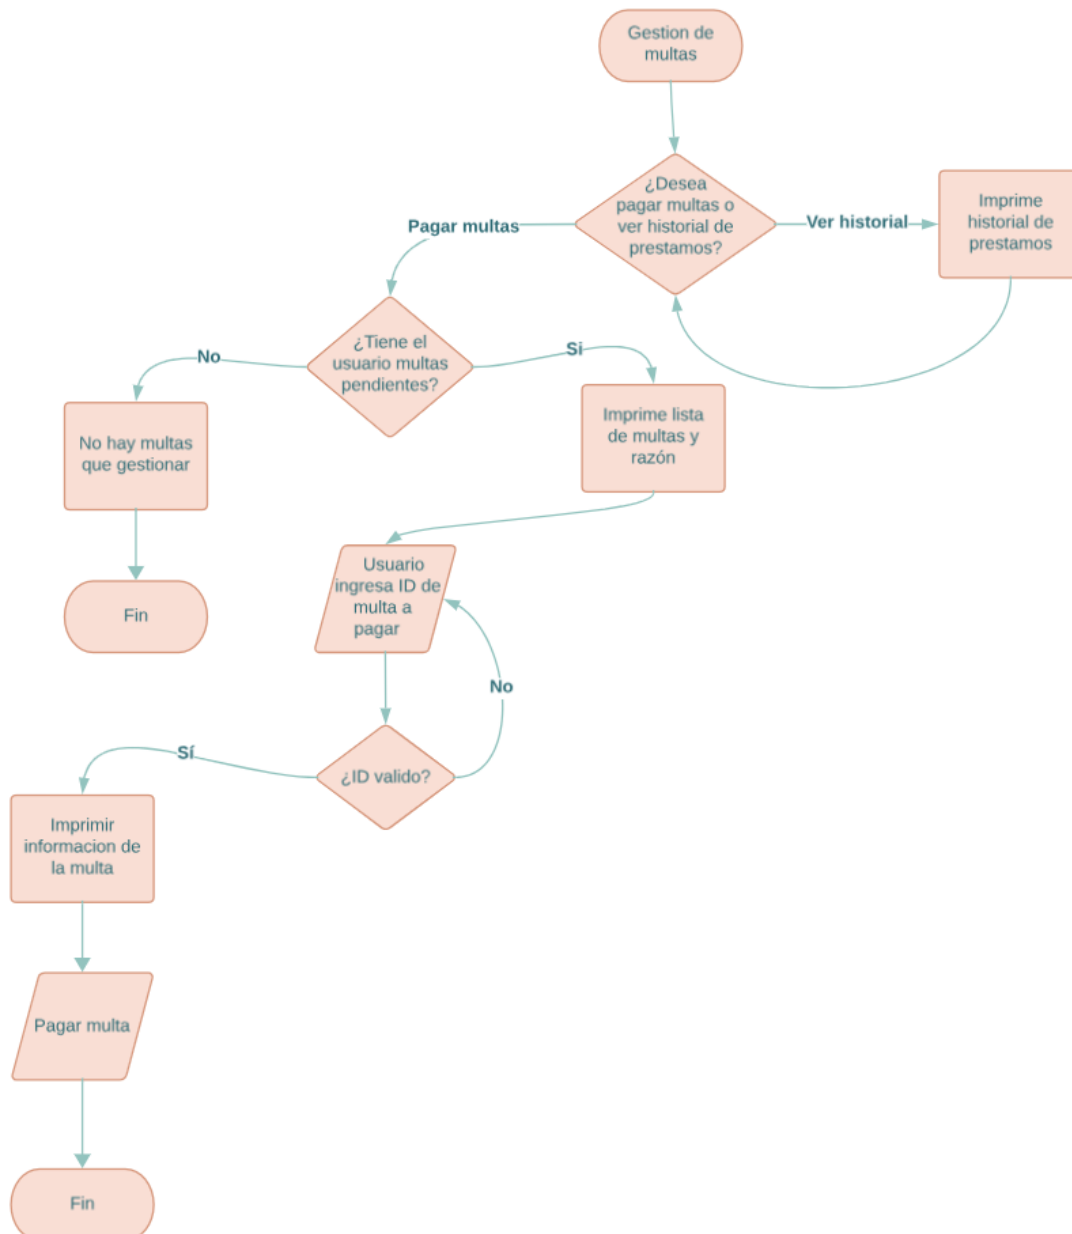 Gestion de
multas
¿Desea
pagar multas o
ver historial de
prestamos?
Pagar multas
Ver historial
Imprime
historial de
prestamos
¿Tiene el
usuario multas
pendientes?
No
Si
No hay multas
que gestionar
Imprime lista
de multas y
razón
Fin
Usuario
ingresa ID de
multa a
pagar
No
¿ID valido?
Sí
Imprimir
informacion de
la multa
Pagar multa
Fin